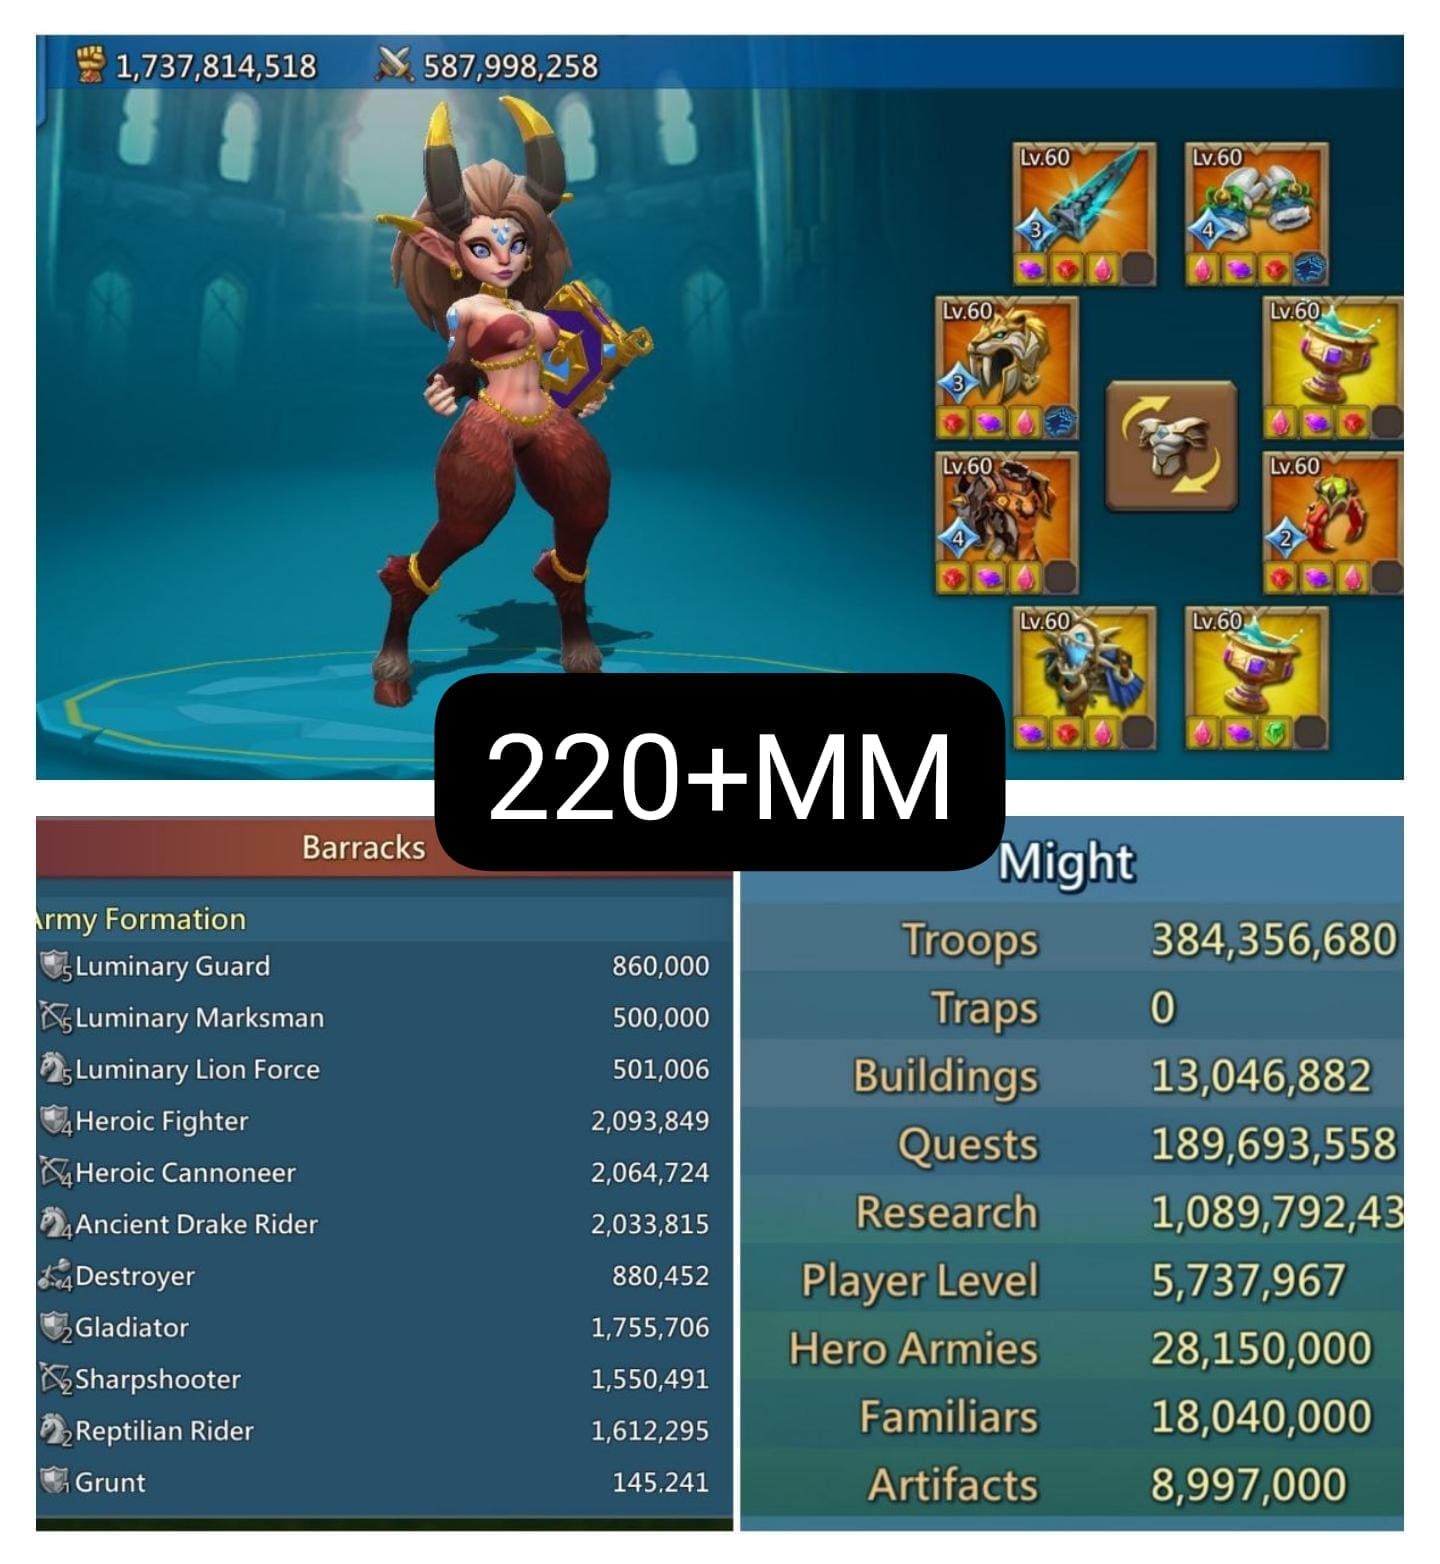 1,737,814,518 587,998,258
Lv.60 Lv.60
3 4
Lv.60 Lv.60
3
Lv.60 Lv.60
4 2
Lv.60 Lv.60
220+MM
Barracks
Army Formation
5 Luminary Guard 860,000
5 Luminary Marksman 500,000
5 Luminary Lion Force 501,006
4 Heroic Fighter 2,093,849
4 Heroic Cannoneer 2,064,724
4 Ancient Drake Rider 2,033,815
4 Destroyer 880,452
2 Gladiator 1,755,706
2 Sharpshooter 1,550,491
2 Reptilian Rider 1,612,295
1 Grunt 145,241
Might
Troops 384,356,680
Traps 0
Buildings 13,046,882
Quests 189,693,558
Research 1,089,792,43
Player Level 5,737,967
Hero Armies 28,150,000
Familiars 18,040,000
Artifacts 8,997,000